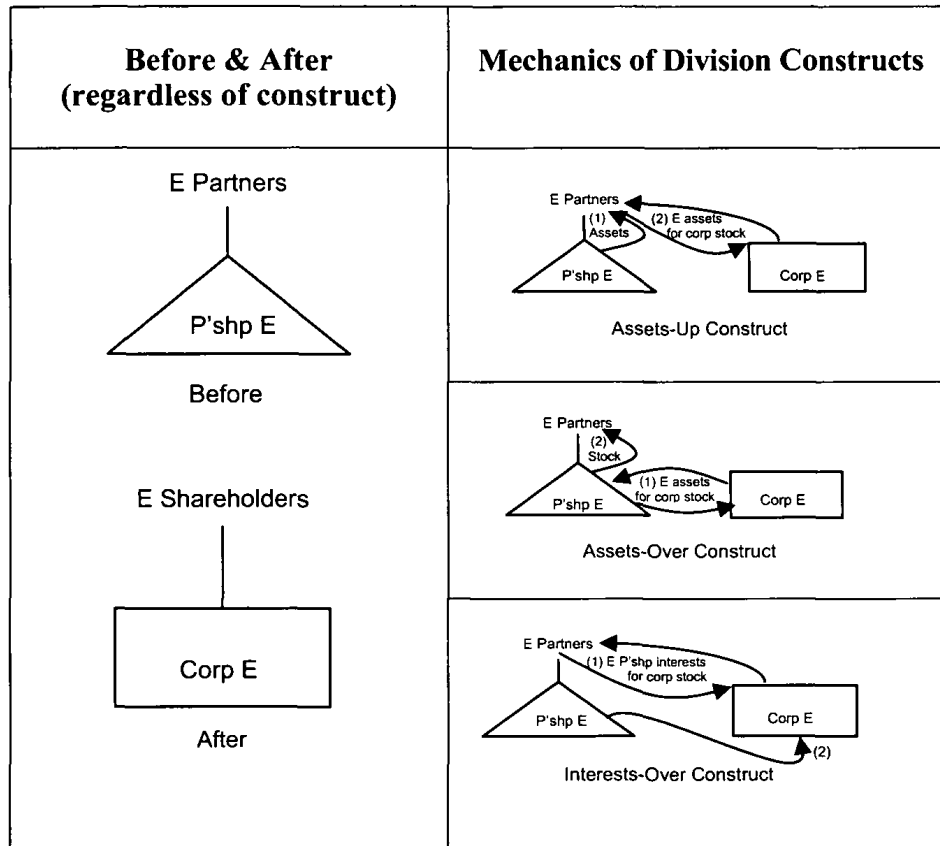 Before & After
(regardless of construct)
Mechanics of Division Constructs
E Partners
P'shp E
Before
E Shareholders
Corp E
After
E Partners
(1)
Assets
(2) E assets
for corp stock
P'shp E
Corp E
Assets-Up Construct
E Partners
(2)
Stock
(1) E assets
for corp stock
P'shp E
Corp E
Assets-Over Construct
E Partners
(1) E P'shp interests
for corp stock
P'shp E
Corp E
(2)
Interests-Over Construct